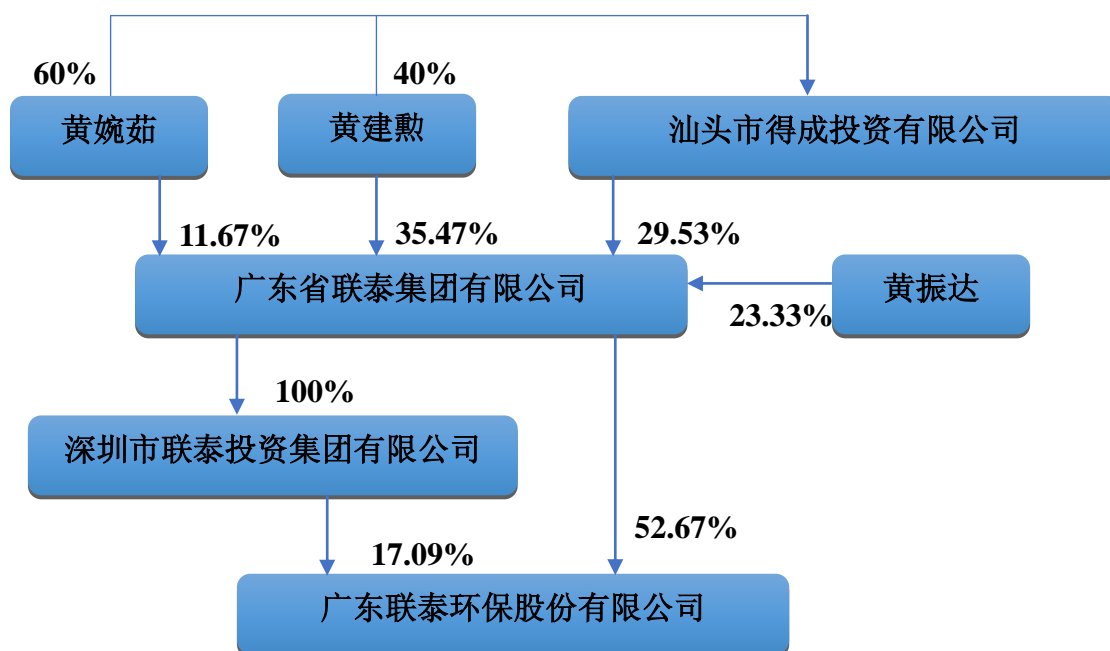 60%
40%
黄婉茹
黄建勲
汕头市得成投资有限公司
11.67%
35.47%
29.53%
广东省联泰集团有限公司
黄振达
23.33%
100%
深圳市联泰投资集团有限公司
52.67%
17.09%
广东联泰环保股份有限公司